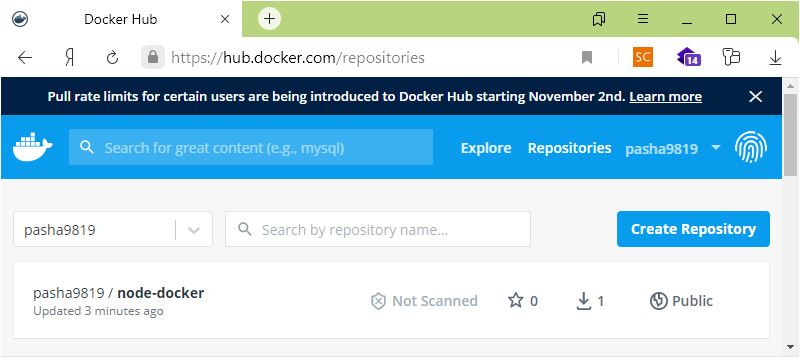 Docker Hub
https://hub.docker.com/repositories
SC
14
Pull rate limits for certain users are being introduced to Docker Hub starting November 2nd. Learn more
Search for great content (e.g., mysql)
Explore
Repositories
pasha9819
pasha9819
Search by repository name...
Create Repository
pasha9819 / node-docker
Updated 3 minutes ago
Not Scanned
0
1
Public